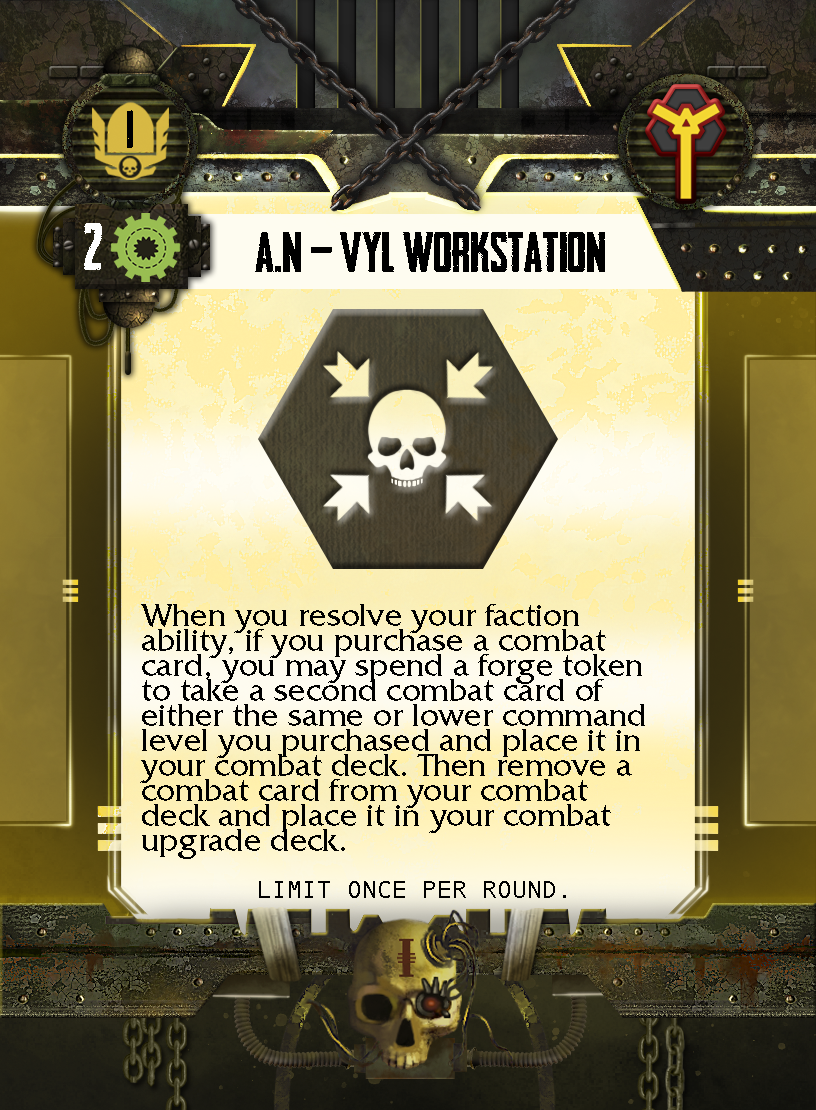 I
2
A.N – VYL WORKSTATION
When you resolve your faction
ability, if you purchase a combat
card, you may spend a forge token
to take a second combat card of
either the same or lower command
level you purchased and place it in
your combat deck. Then remove a
combat card from your combat
deck and place it in your combat
upgrade deck.
LIMIT ONCE PER ROUND.
I